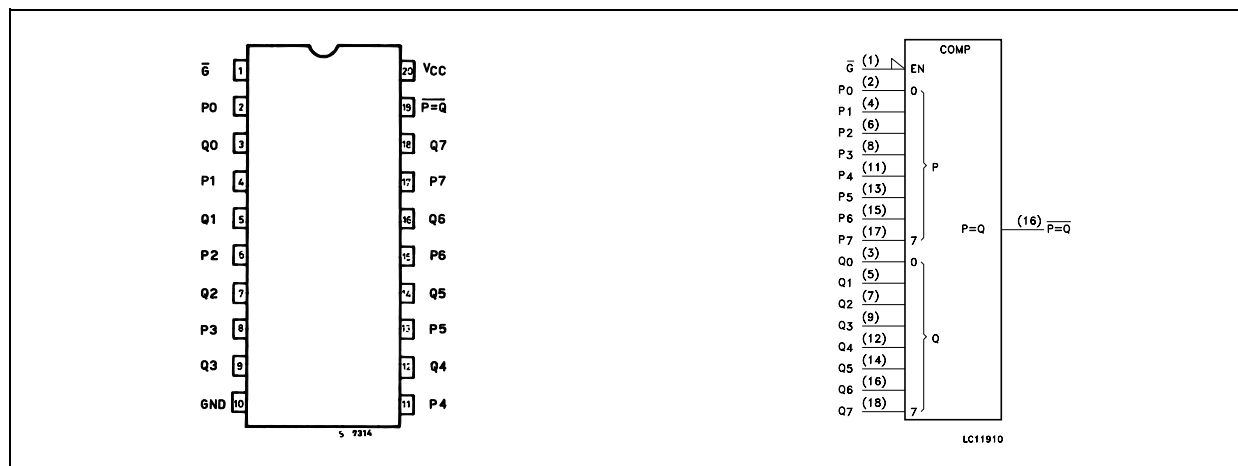 G̅ 1 20 VCC
P0 2 19 P̅=̅Q̅
Q0 3 18 Q7
P1 4 17 P7
Q1 5 16 Q6
P2 6 15 P6
Q2 7 14 Q5
P3 8 13 P5
Q3 9 12 Q4
GND 10 11 P4
S 7314
COMP
G̅ (1) EN
P0 (2) 0
P1 (4)
P2 (6)
P3 (8)
P4 (11) P
P5 (13)
P6 (15)
P7 (17) 7
P=Q (16) P̅=̅Q̅
Q0 (3) 0
Q1 (5)
Q2 (7)
Q3 (9)
Q4 (12) Q
Q5 (14)
Q6 (16)
Q7 (18) 7
LC11910